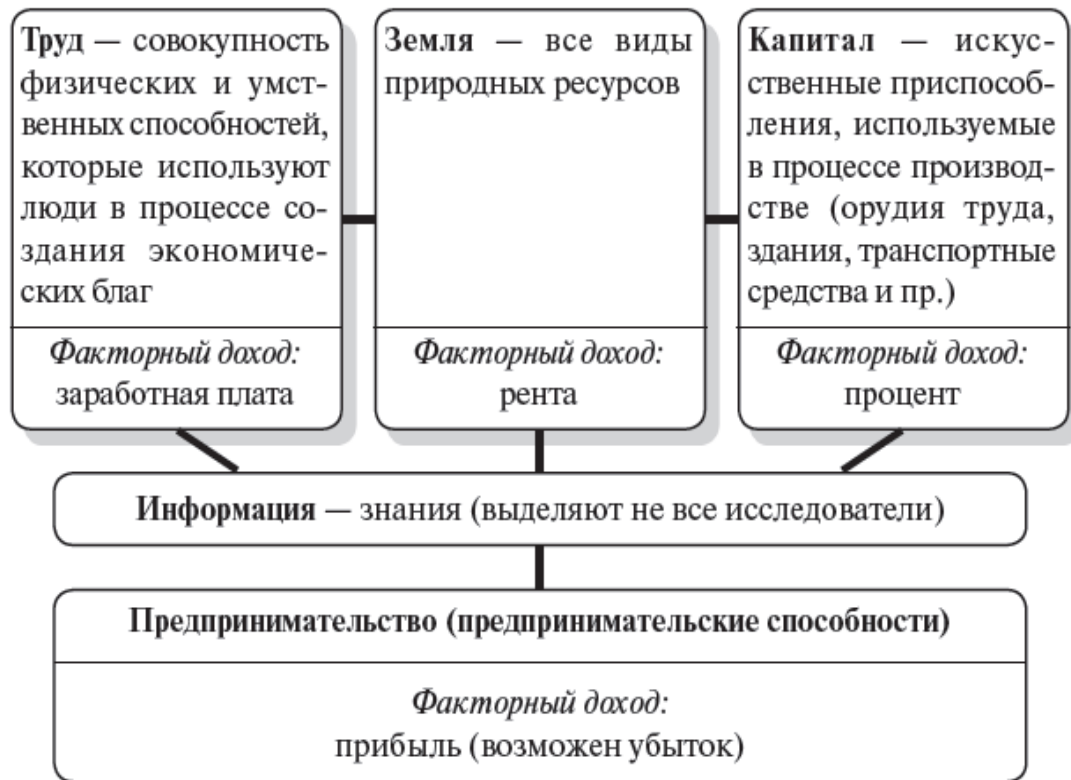 Труд — совокупность
физических и умст-
венных способностей,
которые используют
люди в процессе со-
здания экономиче-
ских благ
Факторный доход:
заработная плата
Земля — все виды
природных ресурсов
Факторный доход:
рента
Капитал — искус-
ственные приспособ-
ления, используемые
в процессе производ-
стве (орудия труда,
здания, транспортные
средства и пр.)
Факторный доход:
процент
Информация — знания (выделяют не все исследователи)
Предпринимательство (предпринимательские способности)
Факторный доход:
прибыль (возможен убыток)